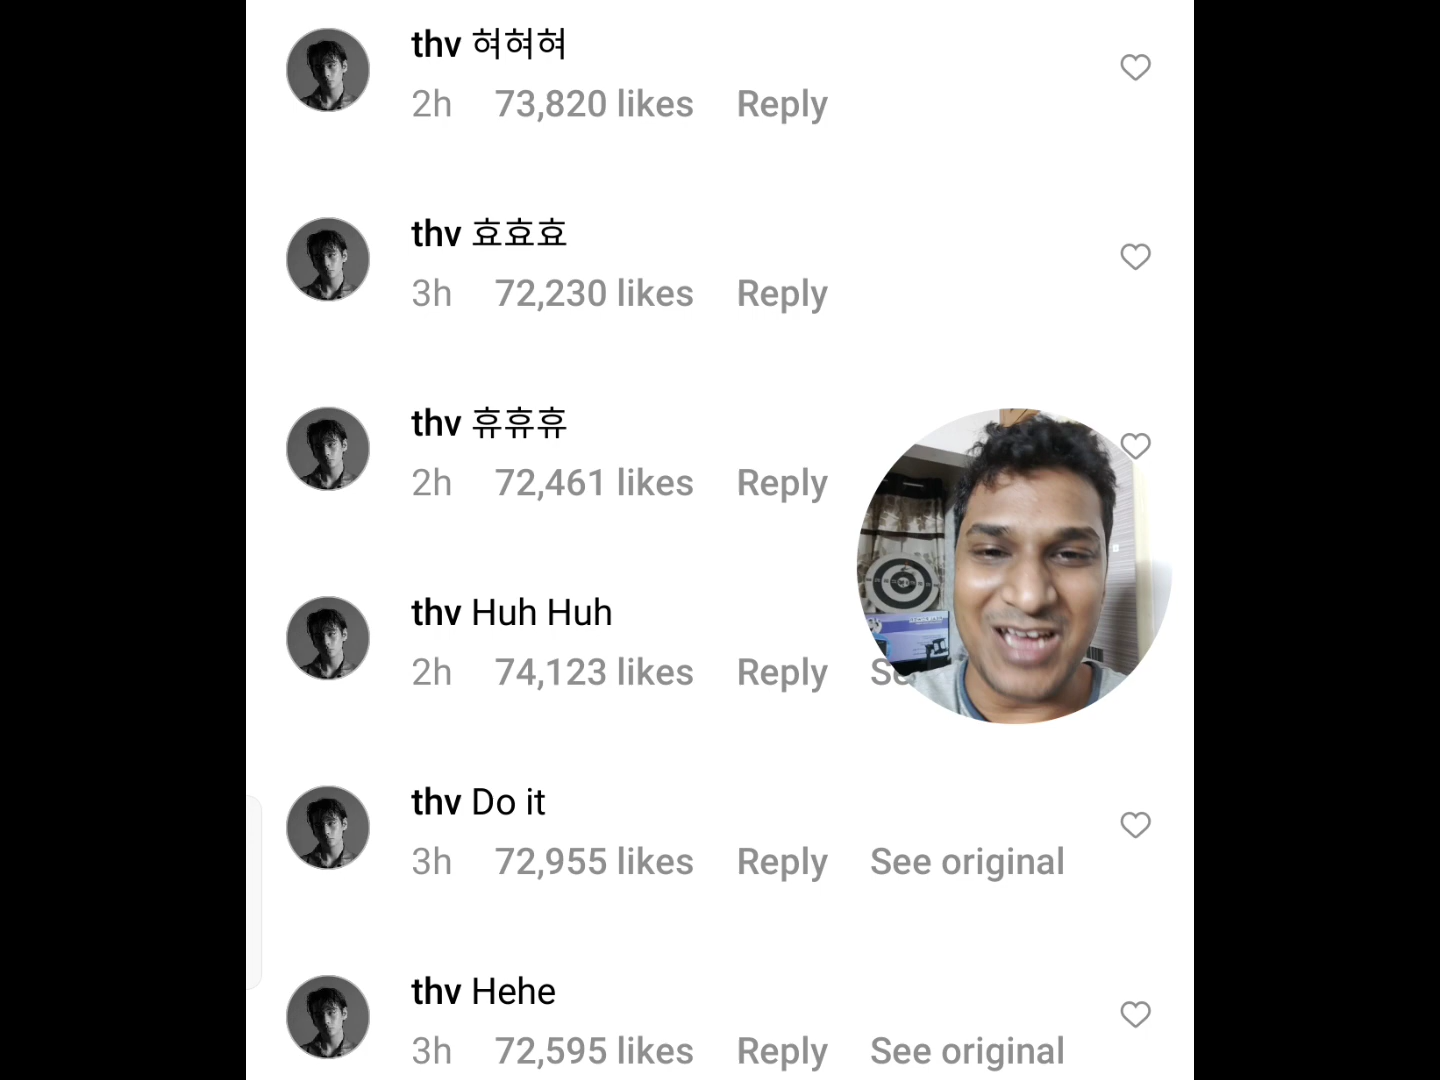 thv 혀혀혀
2h 73,820 likes Reply
thv 효효효
3h 72,230 likes Reply
thv 휴휴휴
2h 72,461 likes Reply
thv Huh Huh
2h 74,123 likes Reply
thv Do it
3h 72,955 likes Reply See original
thv Hehe
3h 72,595 likes Reply See original